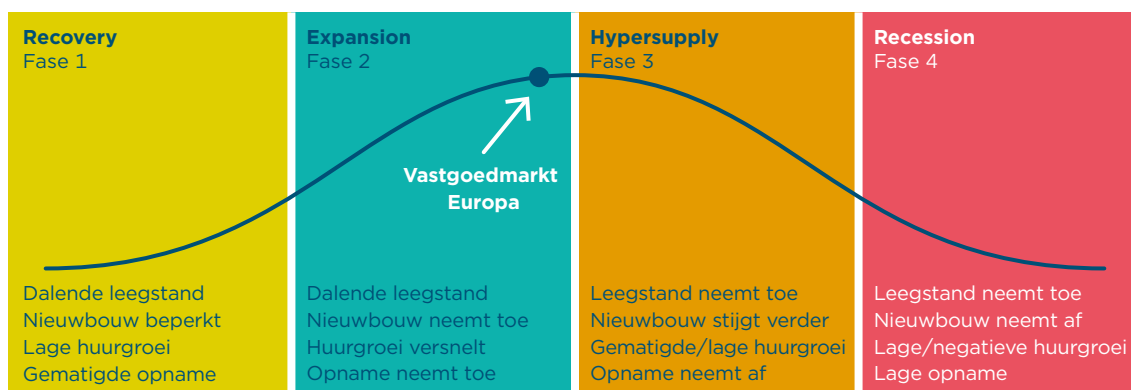 Recovery
Fase 1
Expansion
Fase 2
Hypersupply
Fase 3
Recession
Fase 4
Vastgoedmarkt
Europa
Dalende leegstand
Nieuwbouw beperkt
Lage huurgroei
Gematigde opname
Dalende leegstand
Nieuwbouw neemt toe
Huurgroei versnelt
Opname neemt toe
Leegstand neemt toe
Nieuwbouw stijgt verder
Gematigde/lage huurgroei
Opname neemt af
Leegstand neemt toe
Nieuwbouw neemt af
Lage/negatieve huurgroei
Lage opname